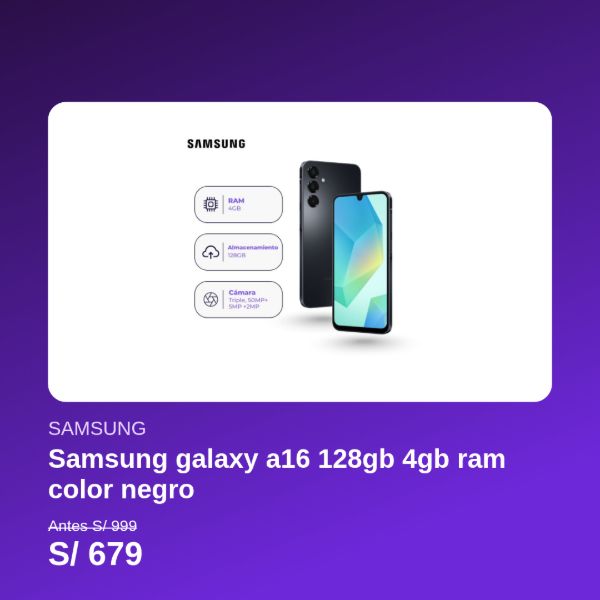 SAMSUNG
RAM
4GB
Almacenamiento
128GB
Cámara
Triple, 50MP+
5MP +2MP
SAMSUNG
Samsung galaxy a16 128gb 4gb ram
color negro
Antes S/ 999
S/ 679